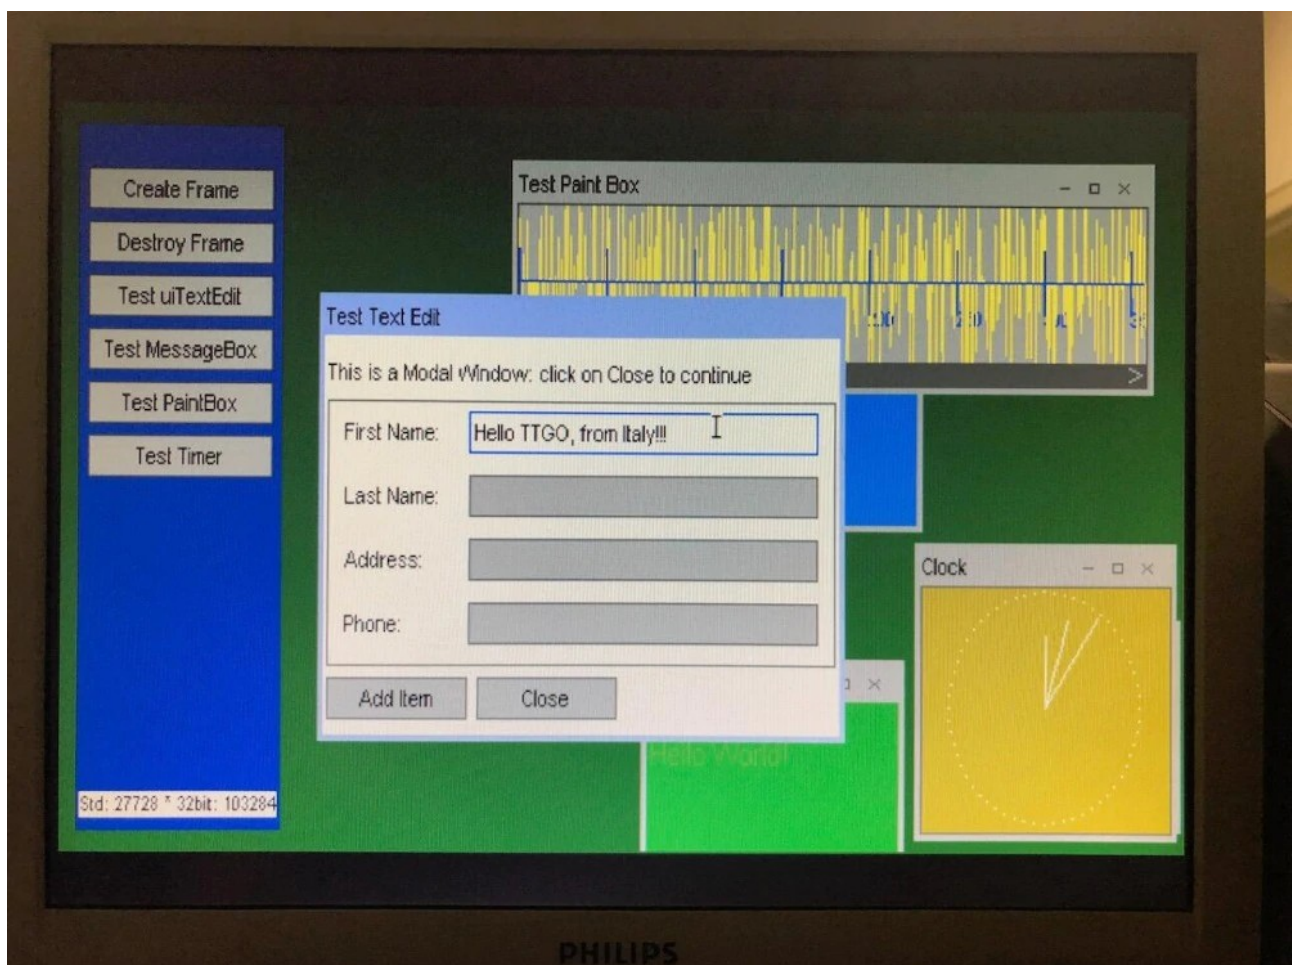 Create Frame
Destroy Frame
Test uiTextEdit
Test MessageBox
Test PaintBox
Test Timer
Std: 27728 * 32bit: 103284
Test Paint Box
>
Test Text Edit
This is a Modal Window: click on Close to continue
First Name: Hello TTGO, from Italy!!!
Last Name:
Address:
Phone:
Add Item Close
Clock
Hello World!
PHILIPS